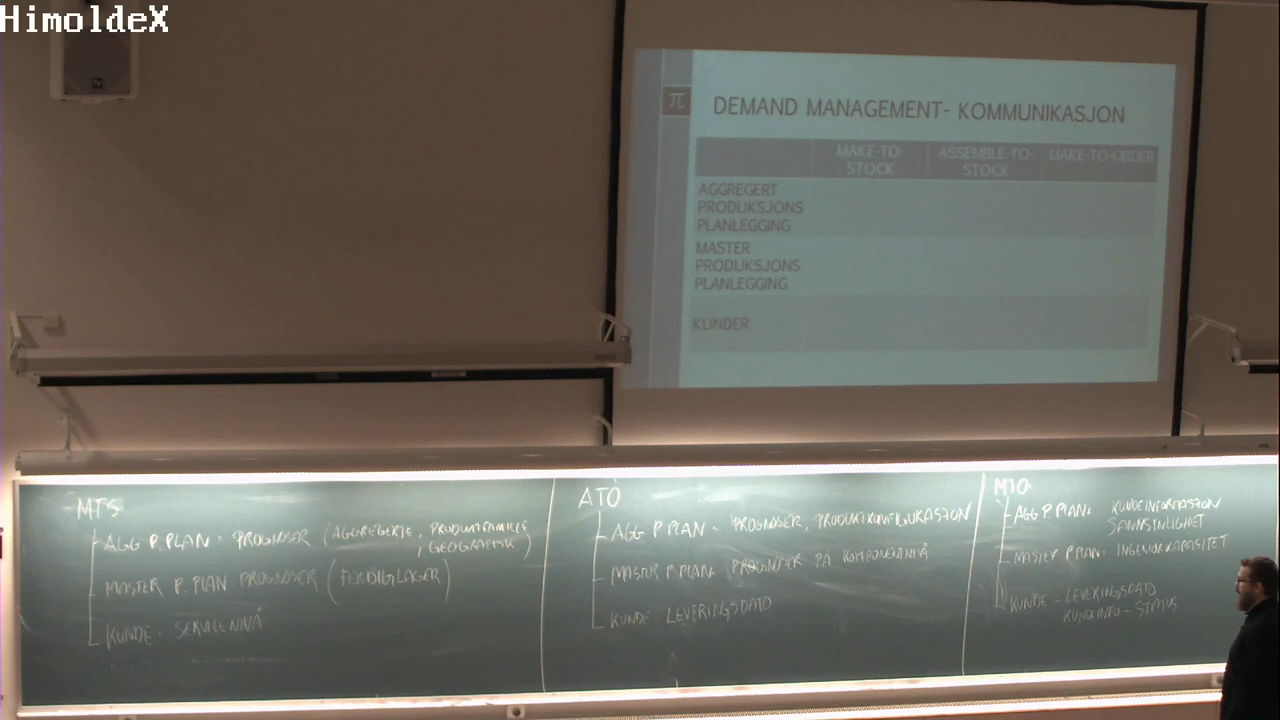 HimoldeX
π
DEMAND MANAGEMENT- KOMMUNIKASJON
MAKE-TO-STOCK ASSEMBLE-TO-STOCK MAKE-TO-ORDER
AGGREGERT
PRODUKSJONS
PLANLEGGING
MASTER
PRODUKSJONS
PLANLEGGING
KUNDER
MTS
AGG P. PLAN - PROGNOSER (AGGREGERTE, PRODUKTFAMILIE
, GEOGRAFISK)
MASTER P. PLAN PROGNOSER (FERDIGLAGER)
KUNDE - SERVICENIVÅ
ATO
AGG P PLAN - PROGNOSER, PRODUKTKONFIGURASJON
MASTER P. PLAN - PROGNOSER PÅ KOMPONENTNIVÅ
KUNDE LEVERINGSDATO
MTO
AGG P. PLAN - KUNDEINFORMASJON
SANNSYNLIGHET
MASTER P PLAN - INGENIØRKAPASITET
KUNDE - LEVERINGSTID
KUNDEINFO - STATUS